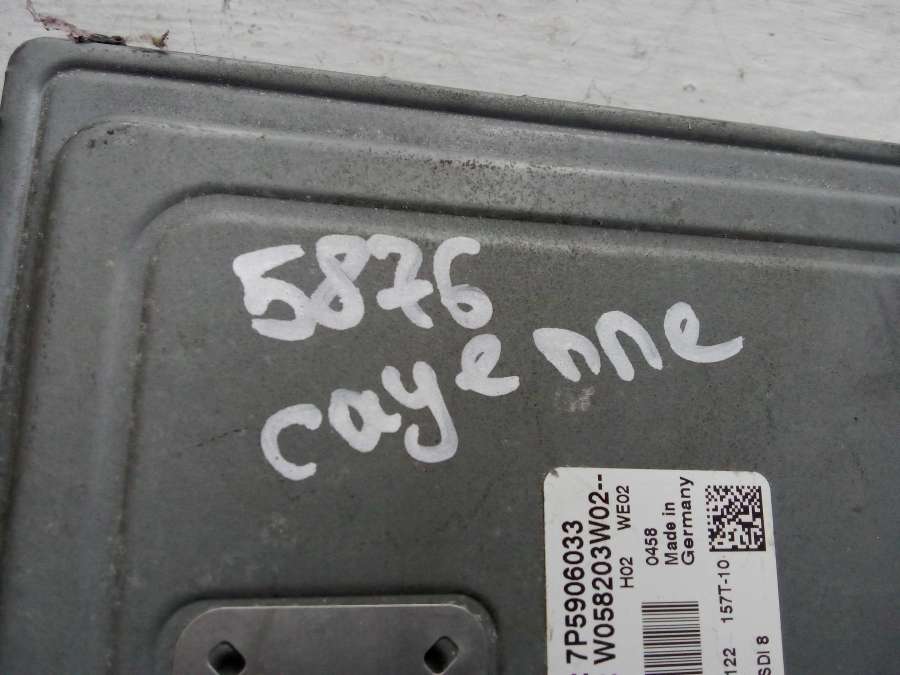 5876
cayenne
7P5906033
W058203W02--
H02 WE02
0458
Made in
Germany
122 157T-10
SDI 8